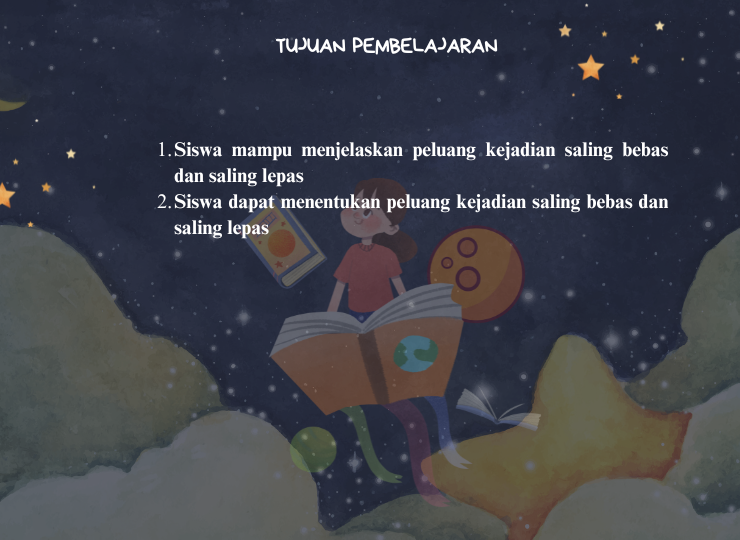 TUJUAN PEMBELAJARAN
1. Siswa mampu menjelaskan peluang kejadian saling bebas
dan saling lepas
2. Siswa dapat menentukan peluang kejadian saling bebas dan
saling lepas